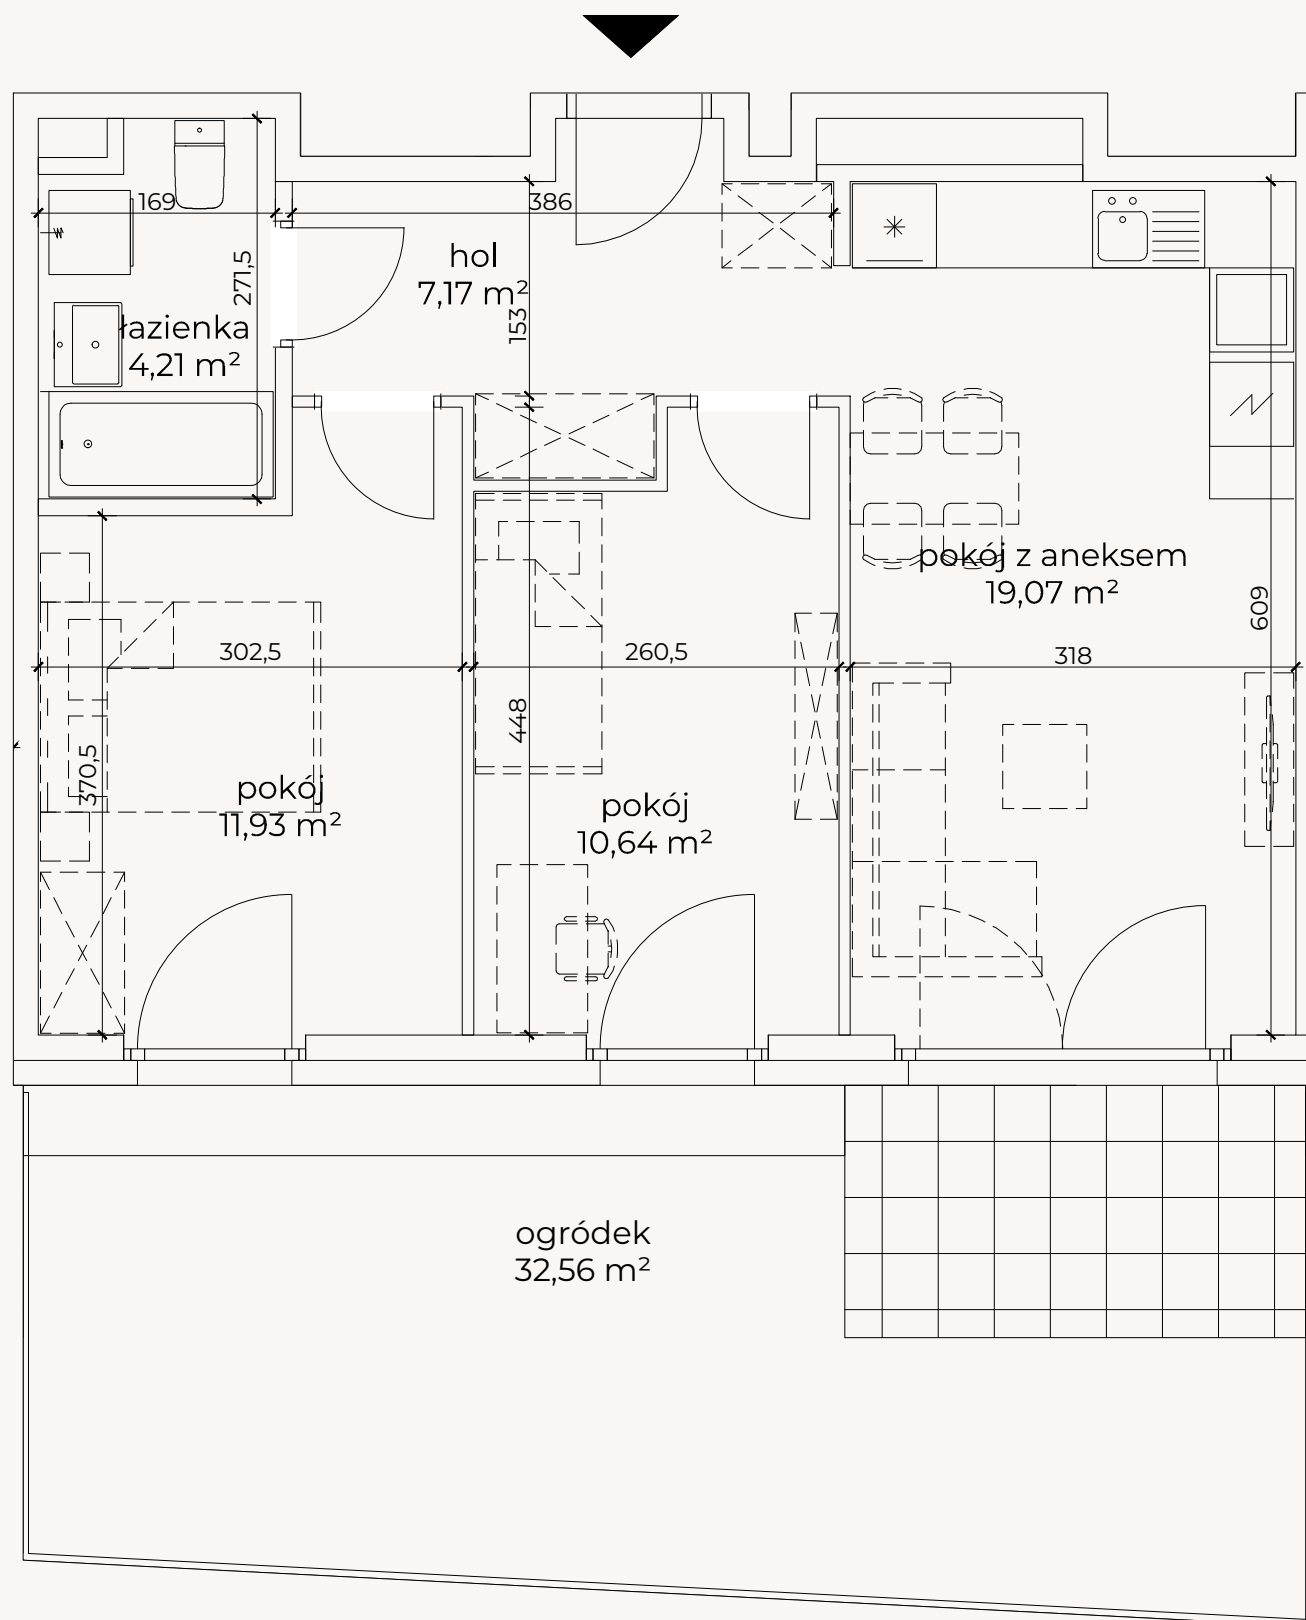 169
386
hol
7,17 m²
271,5
153
łazienka
4,21 m²
pokój z aneksem
19,07 m²
609
302,5
260,5
318
448
370,5
pokój
11,93 m²
pokój
10,64 m²
ogródek
32,56 m²